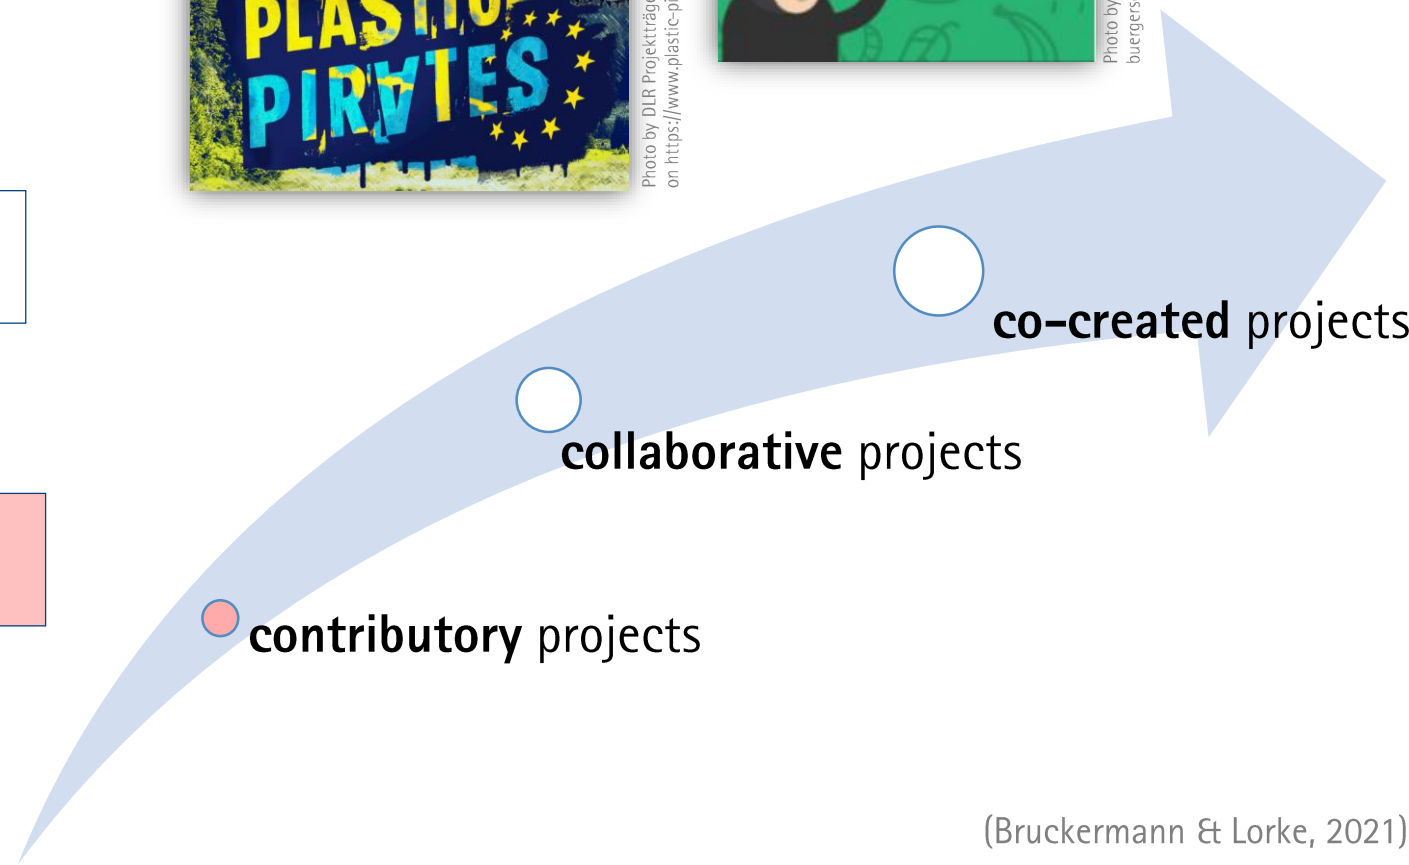 PLASTIC
PIRATES
Photo by DLR Projektträge
on https://www.plastic-pi
Photo by
buergers
co-created projects
collaborative projects
contributory projects
(Bruckermann & Lorke, 2021)